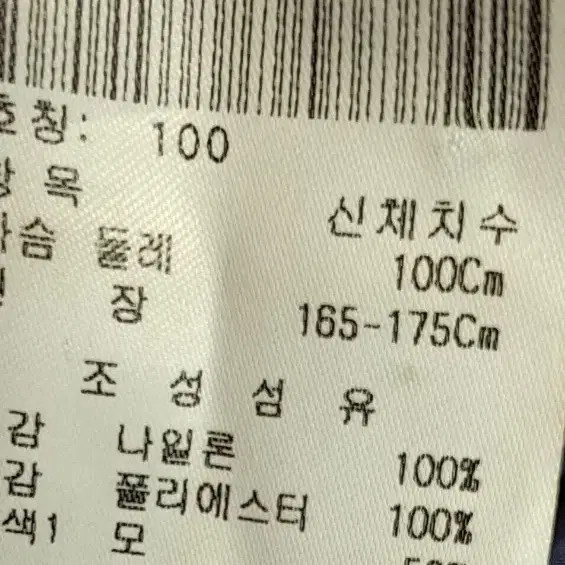 호칭: 100
항 목 신체치수
가슴 둘레 100Cm
신 장 165-175Cm
조 성 섬 유
감 나일론 100%
감 폴리에스터 100%
색1 모